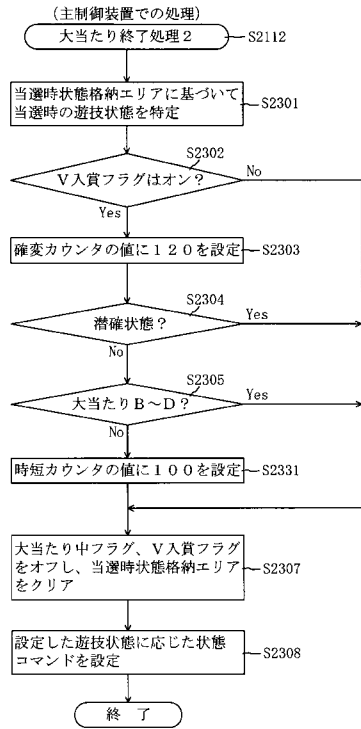 (主制御装置での処理)
大当たり終了処理2
S2112
当選時状態格納エリアに基づいて
当選時の遊技状態を特定
S2301
S2302
V入賞フラグはオン?
No
Yes
確変カウンタの値に120を設定
S2303
S2304
潜確状態?
Yes
No
S2305
大当たりB～D?
Yes
No
時短カウンタの値に100を設定
S2331
大当たり中フラグ、V入賞フラグ
をオフし、当選時状態格納エリア
をクリア
S2307
設定した遊技状態に応じた状態
コマンドを設定
S2308
終了